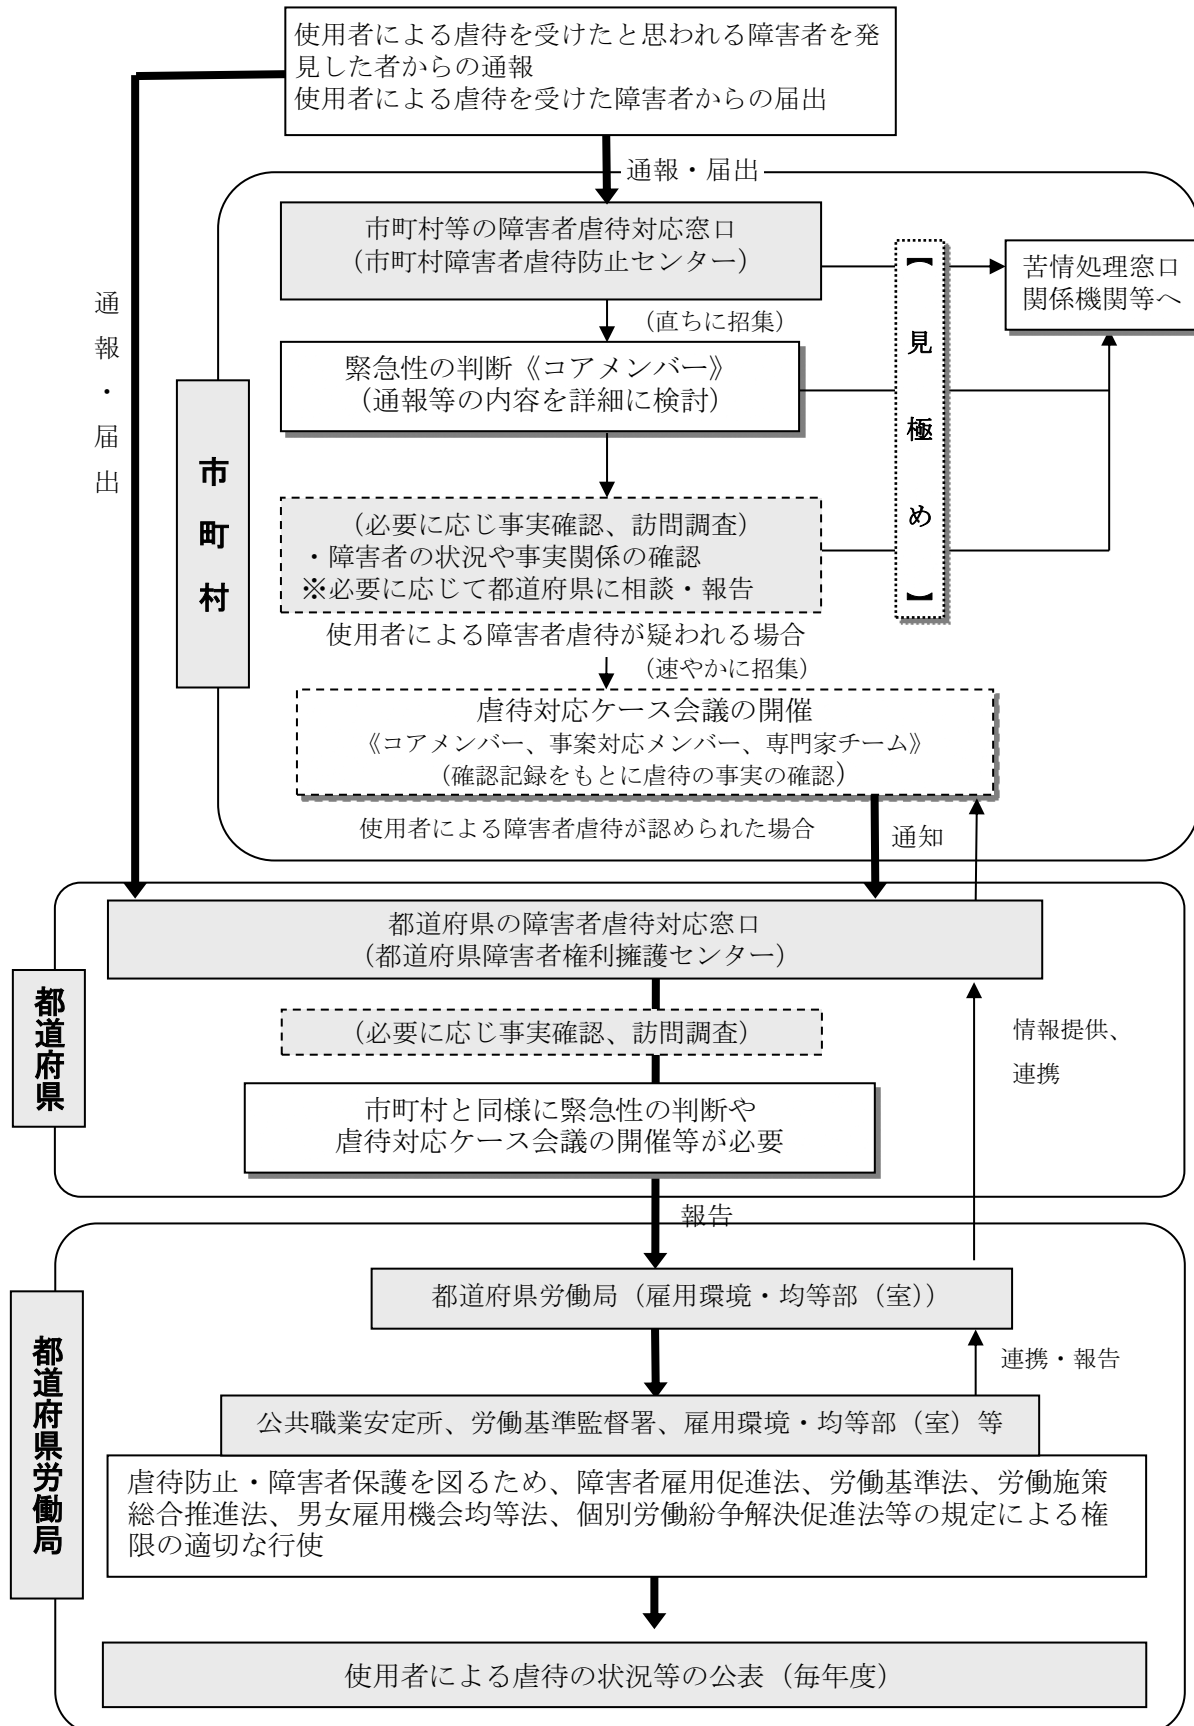 使用者による虐待を受けたと思われる障害者を発
見した者からの通報
使用者による虐待を受けた障害者からの届出
通報・届出
通報・届出
市町村
市町村等の障害者虐待対応窓口
（市町村障害者虐待防止センター）
（直ちに招集）
緊急性の判断《コアメンバー》
（通報等の内容を詳細に検討）
【見極め】
苦情処理窓口
関係機関等へ
（必要に応じ事実確認、訪問調査）
・障害者の状況や事実関係の確認
※必要に応じて都道府県に相談・報告
使用者による障害者虐待が疑われる場合
（速やかに招集）
虐待対応ケース会議の開催
《コアメンバー、事案対応メンバー、専門家チーム》
（確認記録をもとに虐待の事実の確認）
使用者による障害者虐待が認められた場合
通知
都道府県
都道府県の障害者虐待対応窓口
（都道府県障害者権利擁護センター）
（必要に応じ事実確認、訪問調査）
市町村と同様に緊急性の判断や
虐待対応ケース会議の開催等が必要
情報提供、
連携
報告
都道府県労働局
都道府県労働局（雇用環境・均等部（室））
連携・報告
公共職業安定所、労働基準監督署、雇用環境・均等部（室）等
虐待防止・障害者保護を図るため、障害者雇用促進法、労働基準法、労働施策
総合推進法、男女雇用機会均等法、個別労働紛争解決促進法等の規定による権
限の適切な行使
使用者による虐待の状況等の公表（毎年度）